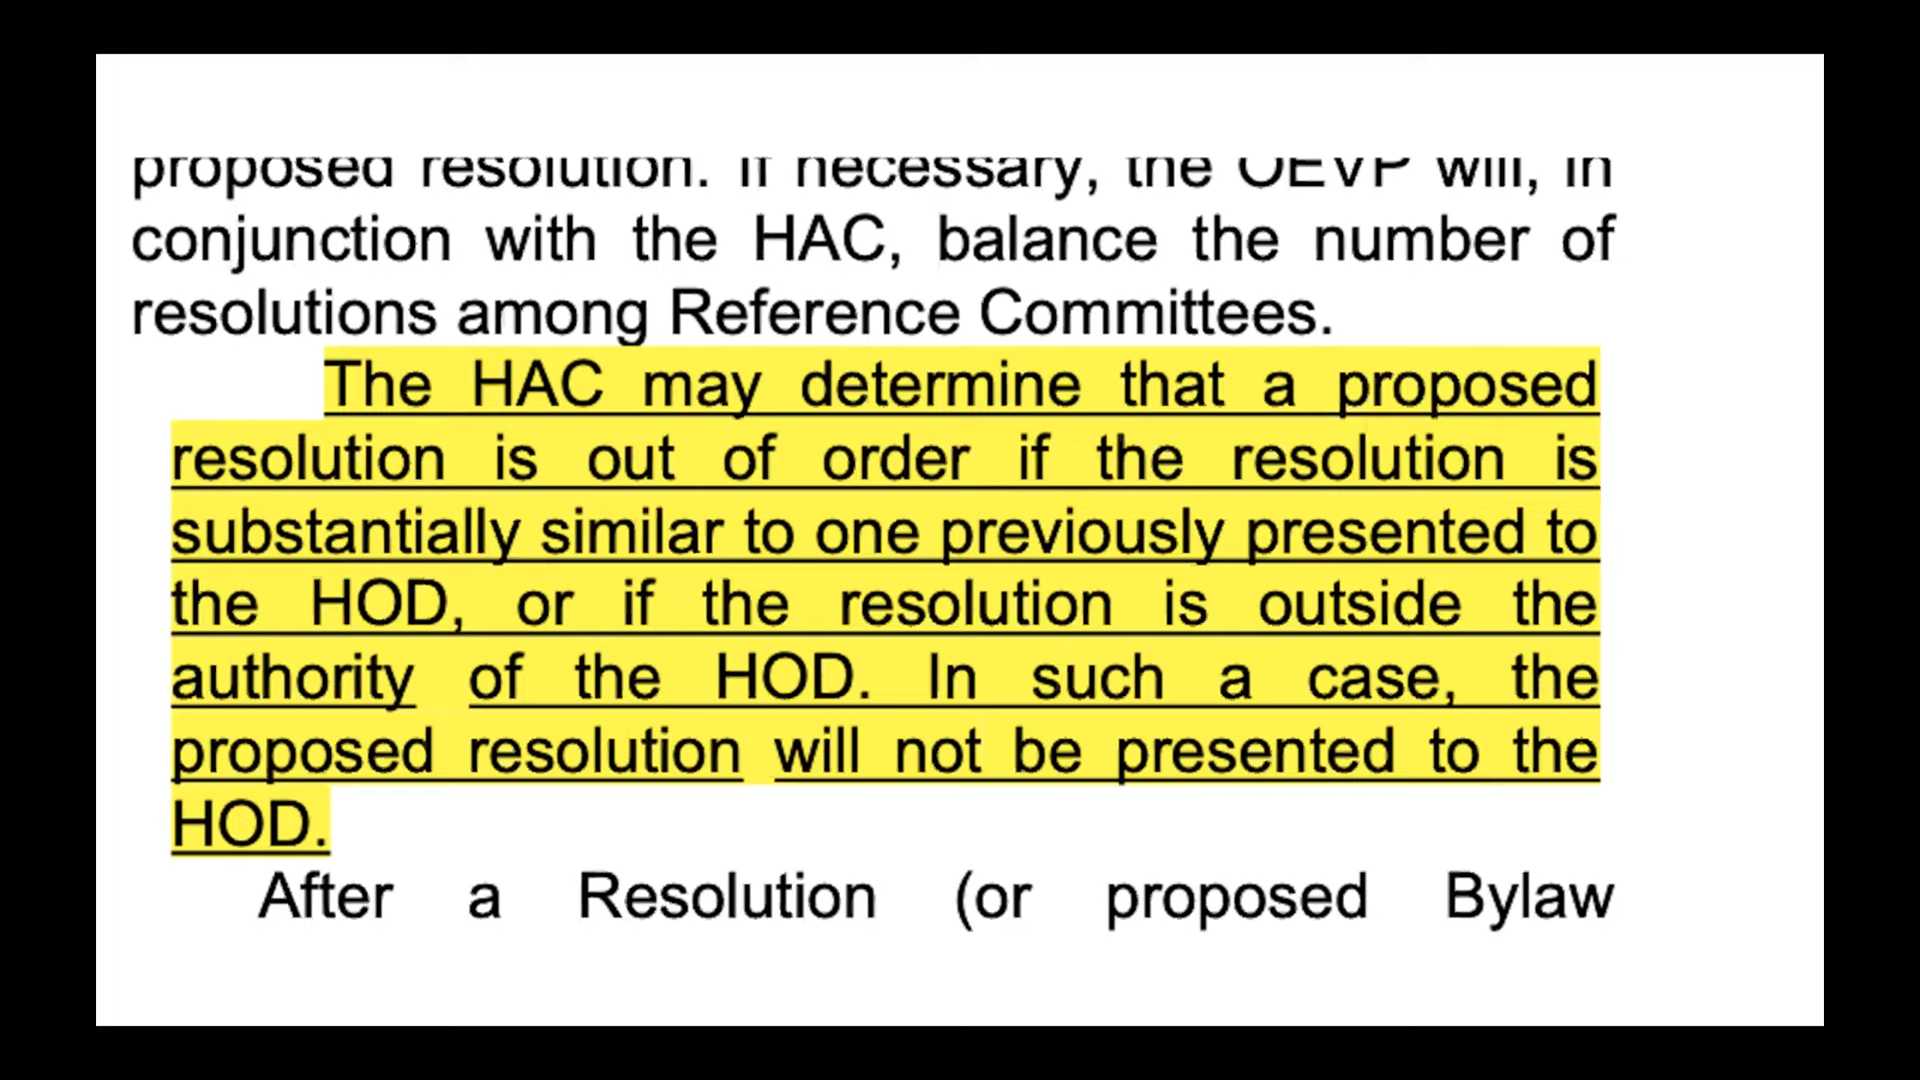 proposed resolution. If necessary, the OEVP will, in
conjunction with the HAC, balance the number of
resolutions among Reference Committees.
The HAC may determine that a proposed
resolution is out of order if the resolution is
substantially similar to one previously presented to
the HOD, or if the resolution is outside the
authority of the HOD. In such a case, the
proposed resolution will not be presented to the
HOD.
After a Resolution (or proposed Bylaw